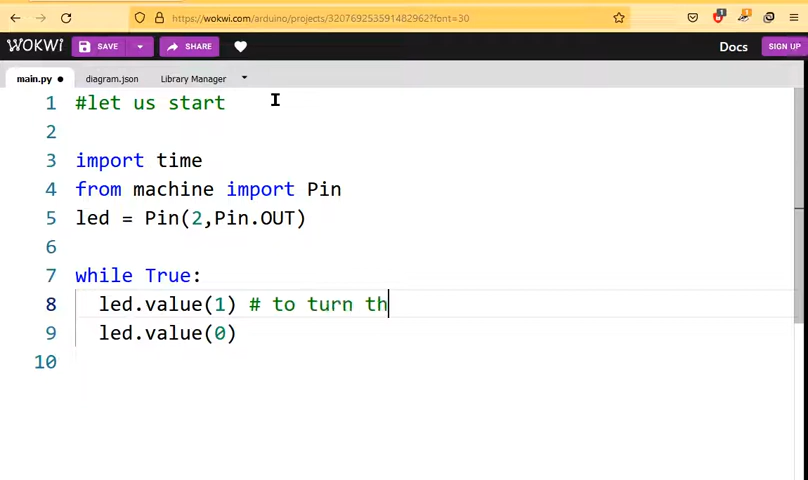 https://wokwi.com/arduino/projects/320769253591482962?font=30
WOKWI SAVE SHARE Docs SIGN UP
main.py diagram.json Library Manager
1 #let us start
2
3 import time
4 from machine import Pin
5 led = Pin(2,Pin.OUT)
6
7 while True:
8 led.value(1) # to turn th
9 led.value(0)
10